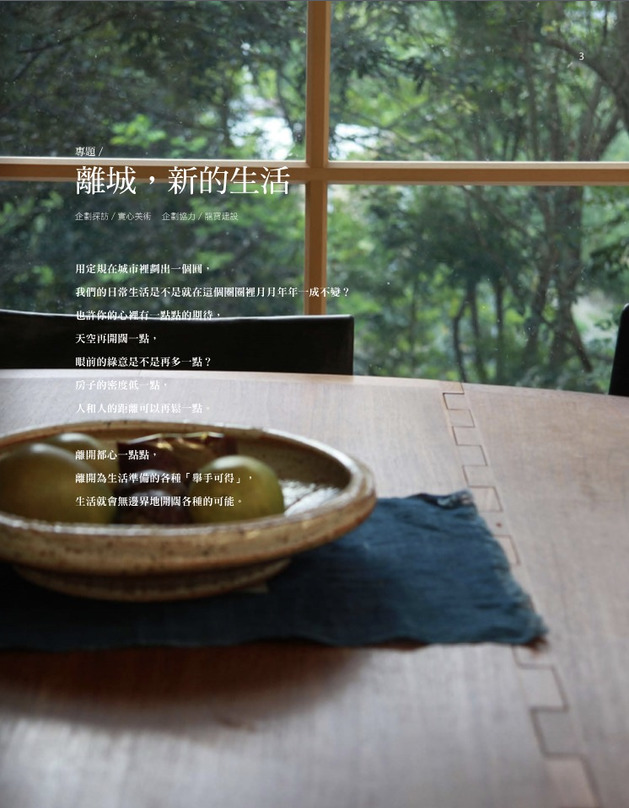 3
專題 /
離城，新的生活
企劃採訪 / 實心美術　企劃協力 / 築寶建設
用定規在城市裡劃出一個圓，
我們的日常生活是不是就在這個圈圈裡月月年年一成不變？
也許你的心裡有一點點的期待，
天空再開闊一點，
眼前的綠意是不是再多一點？
房子的密度低一點，
人和人的距離可以再鬆一點。
離開都心一點點，
離開為生活準備的各種「舉手可得」，
生活就會無邊界地開闊各種的可能。